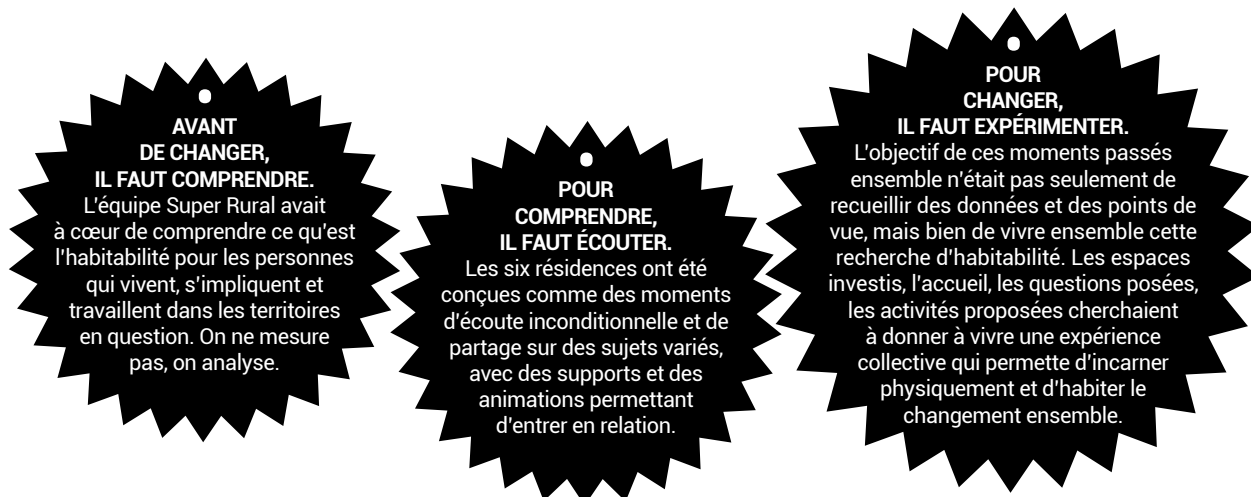 AVANT
DE CHANGER,
IL FAUT COMPRENDRE.
L'équipe Super Rural avait
à cœur de comprendre ce qu'est
l'habitabilité pour les personnes
qui vivent, s'impliquent et
travaillent dans les territoires
en question. On ne mesure
pas, on analyse.
POUR
COMPRENDRE,
IL FAUT ÉCOUTER.
Les six résidences ont été
conçues comme des moments
d'écoute inconditionnelle et de
partage sur des sujets variés,
avec des supports et des
animations permettant
d'entrer en relation.
POUR
CHANGER,
IL FAUT EXPÉRIMENTER.
L'objectif de ces moments passés
ensemble n'était pas seulement de
recueillir des données et des points de
vue, mais bien de vivre ensemble cette
recherche d'habitabilité. Les espaces
investis, l'accueil, les questions posées,
les activités proposées cherchaient
à donner à vivre une expérience
collective qui permette d'incarner
physiquement et d'habiter le
changement ensemble.